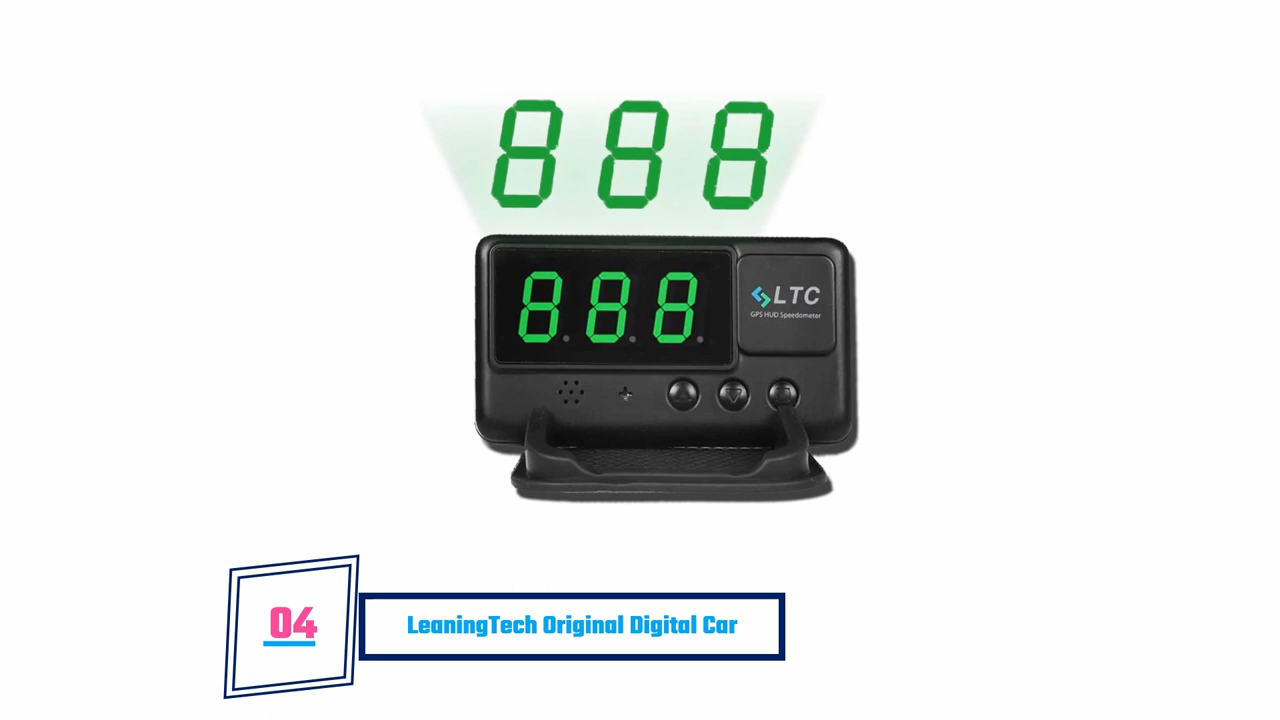 888
888
LTC
GPS HUD Speedometer
04
LeaningTech Original Digital Car